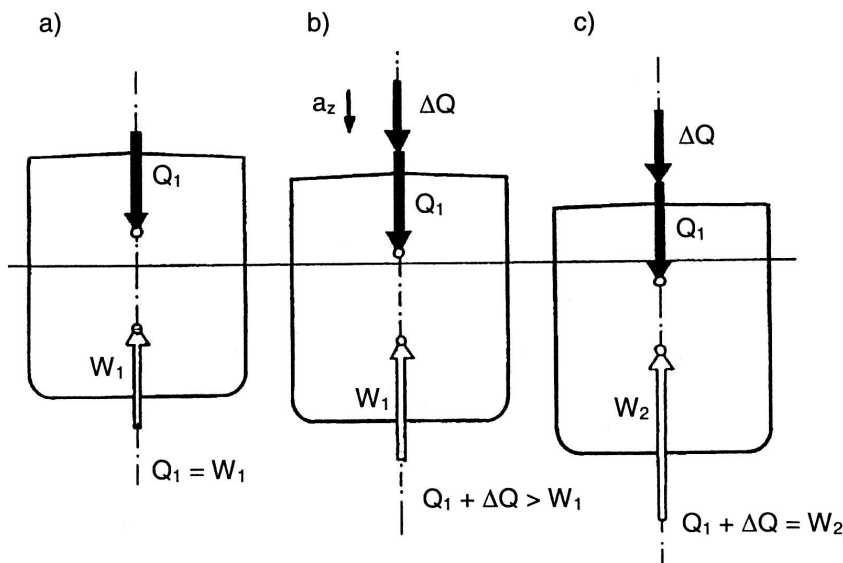 a)
Q₁
W₁
Q₁ = W₁
b)
a_z
ΔQ
Q₁
W₁
Q₁ + ΔQ > W₁
c)
ΔQ
Q₁
W₂
Q₁ + ΔQ = W₂